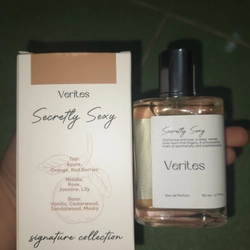 Verites
Secretly Sexy
Top:
Apple,
Orange, Red Berries
Middle:
Rose,
Jasmine, Lily
Base:
Vanilla, Cedarwood,
Sandalwood, Musky
signature collection
Secretly Sexy
Verites
Eau de Parfum